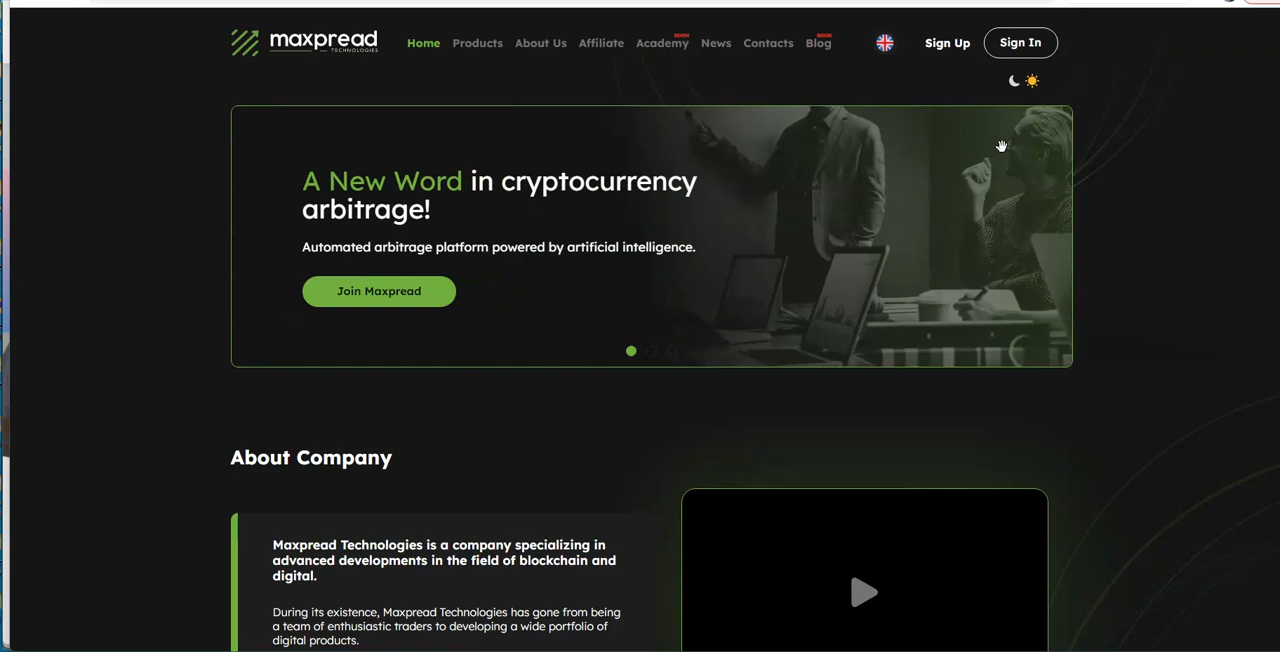 maxpread
TECHNOLOGIES
Home
Products
About Us
Affiliate
Academy
SOON
News
Contacts
Blog
SOON
Sign Up
Sign In
A New Word in cryptocurrency
arbitrage!
Automated arbitrage platform powered by artificial intelligence.
Join Maxpread
About Company
Maxpread Technologies is a company specializing in
advanced developments in the field of blockchain and
digital.
During its existence, Maxpread Technologies has gone from being
a team of enthusiastic traders to developing a wide portfolio of
digital products.